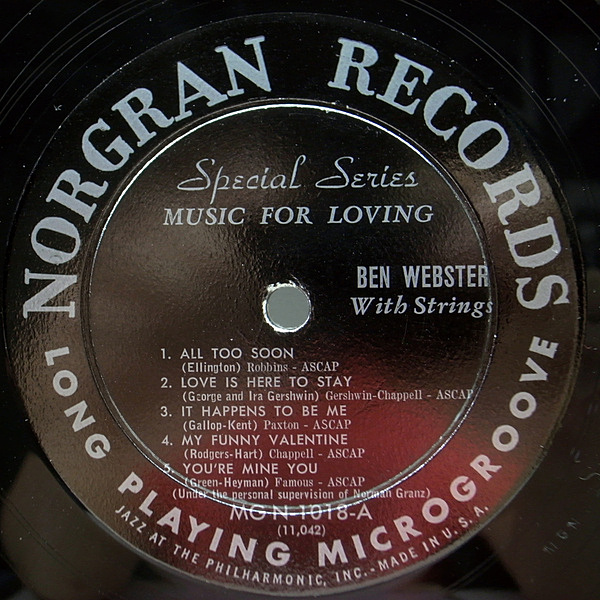 NORGRAN RECORDS
Special Series
MUSIC FOR LOVING
BEN WEBSTER
With Strings
1. ALL TOO SOON
(Ellington) Robbins - ASCAP
2. LOVE IS HERE TO STAY
(George and Ira Gershwin) Gershwin-Chappell - ASCAP
3. IT HAPPENS TO BE ME
(Gallop-Kent) Paxton - ASCAP
4. MY FUNNY VALENTINE
(Rodgers-Hart) Chappell - ASCAP
5. YOU'RE MINE YOU
(Green-Heyman) Famous - ASCAP
(Under the personal supervision of Norman Granz)
MG N-1018-A
(11,042)
LONG PLAYING MICROGROOVE
JAZZ AT THE PHILHARMONIC, INC. - MADE IN U.S.A.